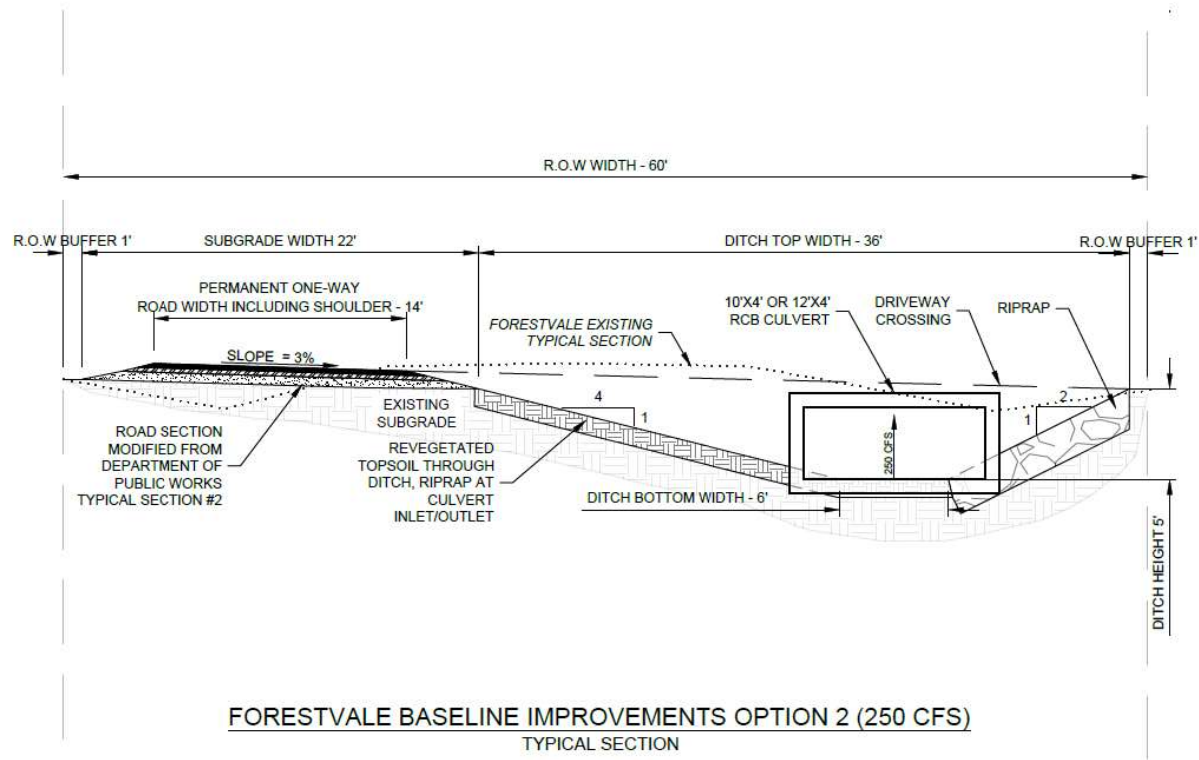 R.O.W WIDTH - 60'
R.O.W BUFFER 1'
SUBGRADE WIDTH 22'
DITCH TOP WIDTH - 36'
R.O.W BUFFER 1'
PERMANENT ONE-WAY
ROAD WIDTH INCLUDING SHOULDER - 14'
SLOPE = 3%
FORESTVALE EXISTING
TYPICAL SECTION
10'X4' OR 12'X4'
RCB CULVERT
DRIVEWAY
CROSSING
RIPRAP
4
1
2
1
250 CFS
EXISTING
SUBGRADE
ROAD SECTION
MODIFIED FROM
DEPARTMENT OF
PUBLIC WORKS
TYPICAL SECTION #2
REVEGETATED
TOPSOIL THROUGH
DITCH, RIPRAP AT
CULVERT
INLET/OUTLET
DITCH BOTTOM WIDTH - 6'
DITCH HEIGHT 5'
FORESTVALE BASELINE IMPROVEMENTS OPTION 2 (250 CFS)
TYPICAL SECTION